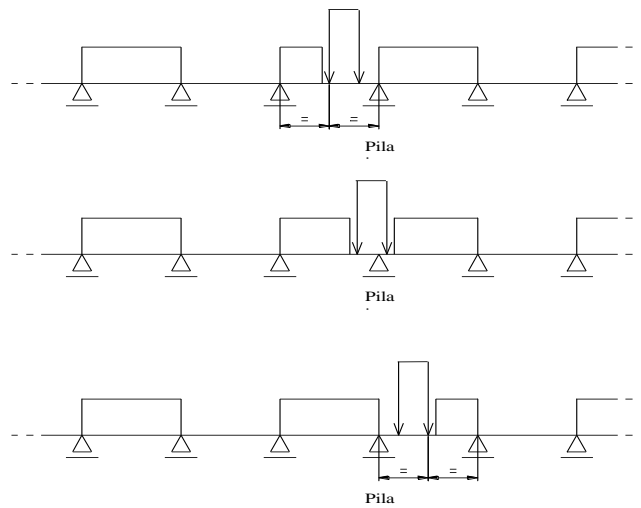 = =
Pila
Pila
= =
Pila